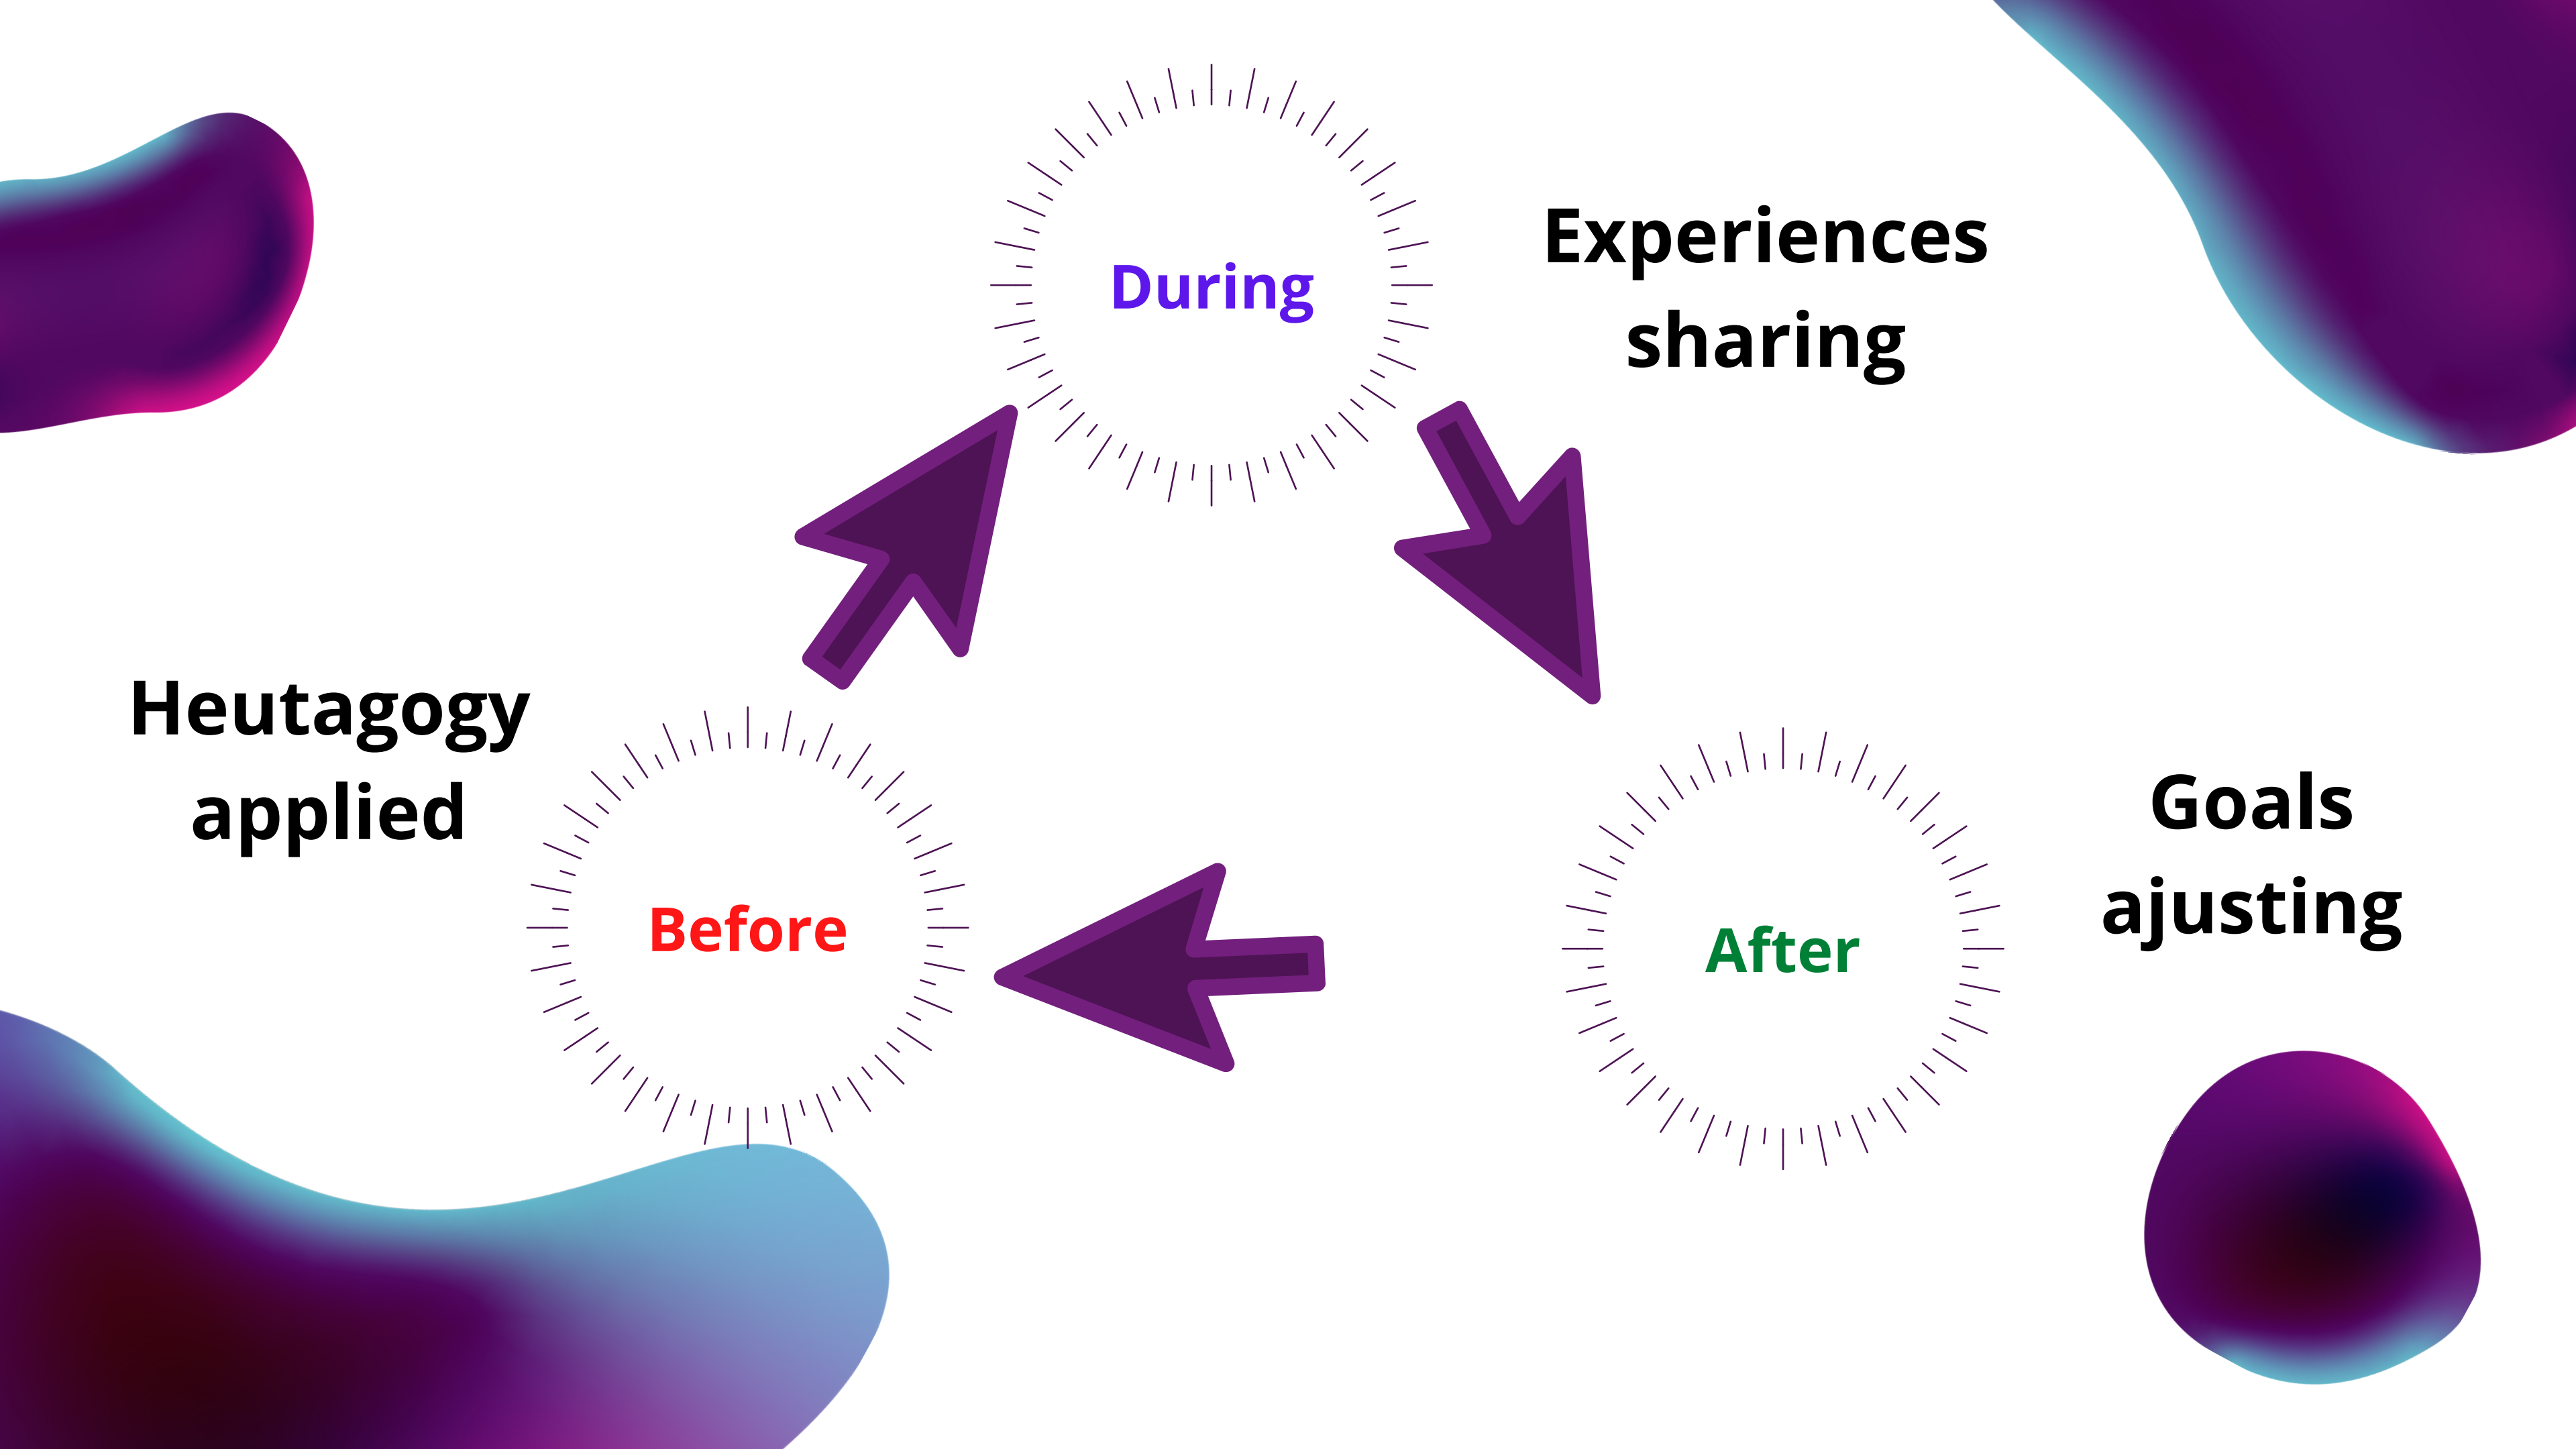 During
Experiences
sharing
Heutagogy
applied
Before
After
Goals
ajusting